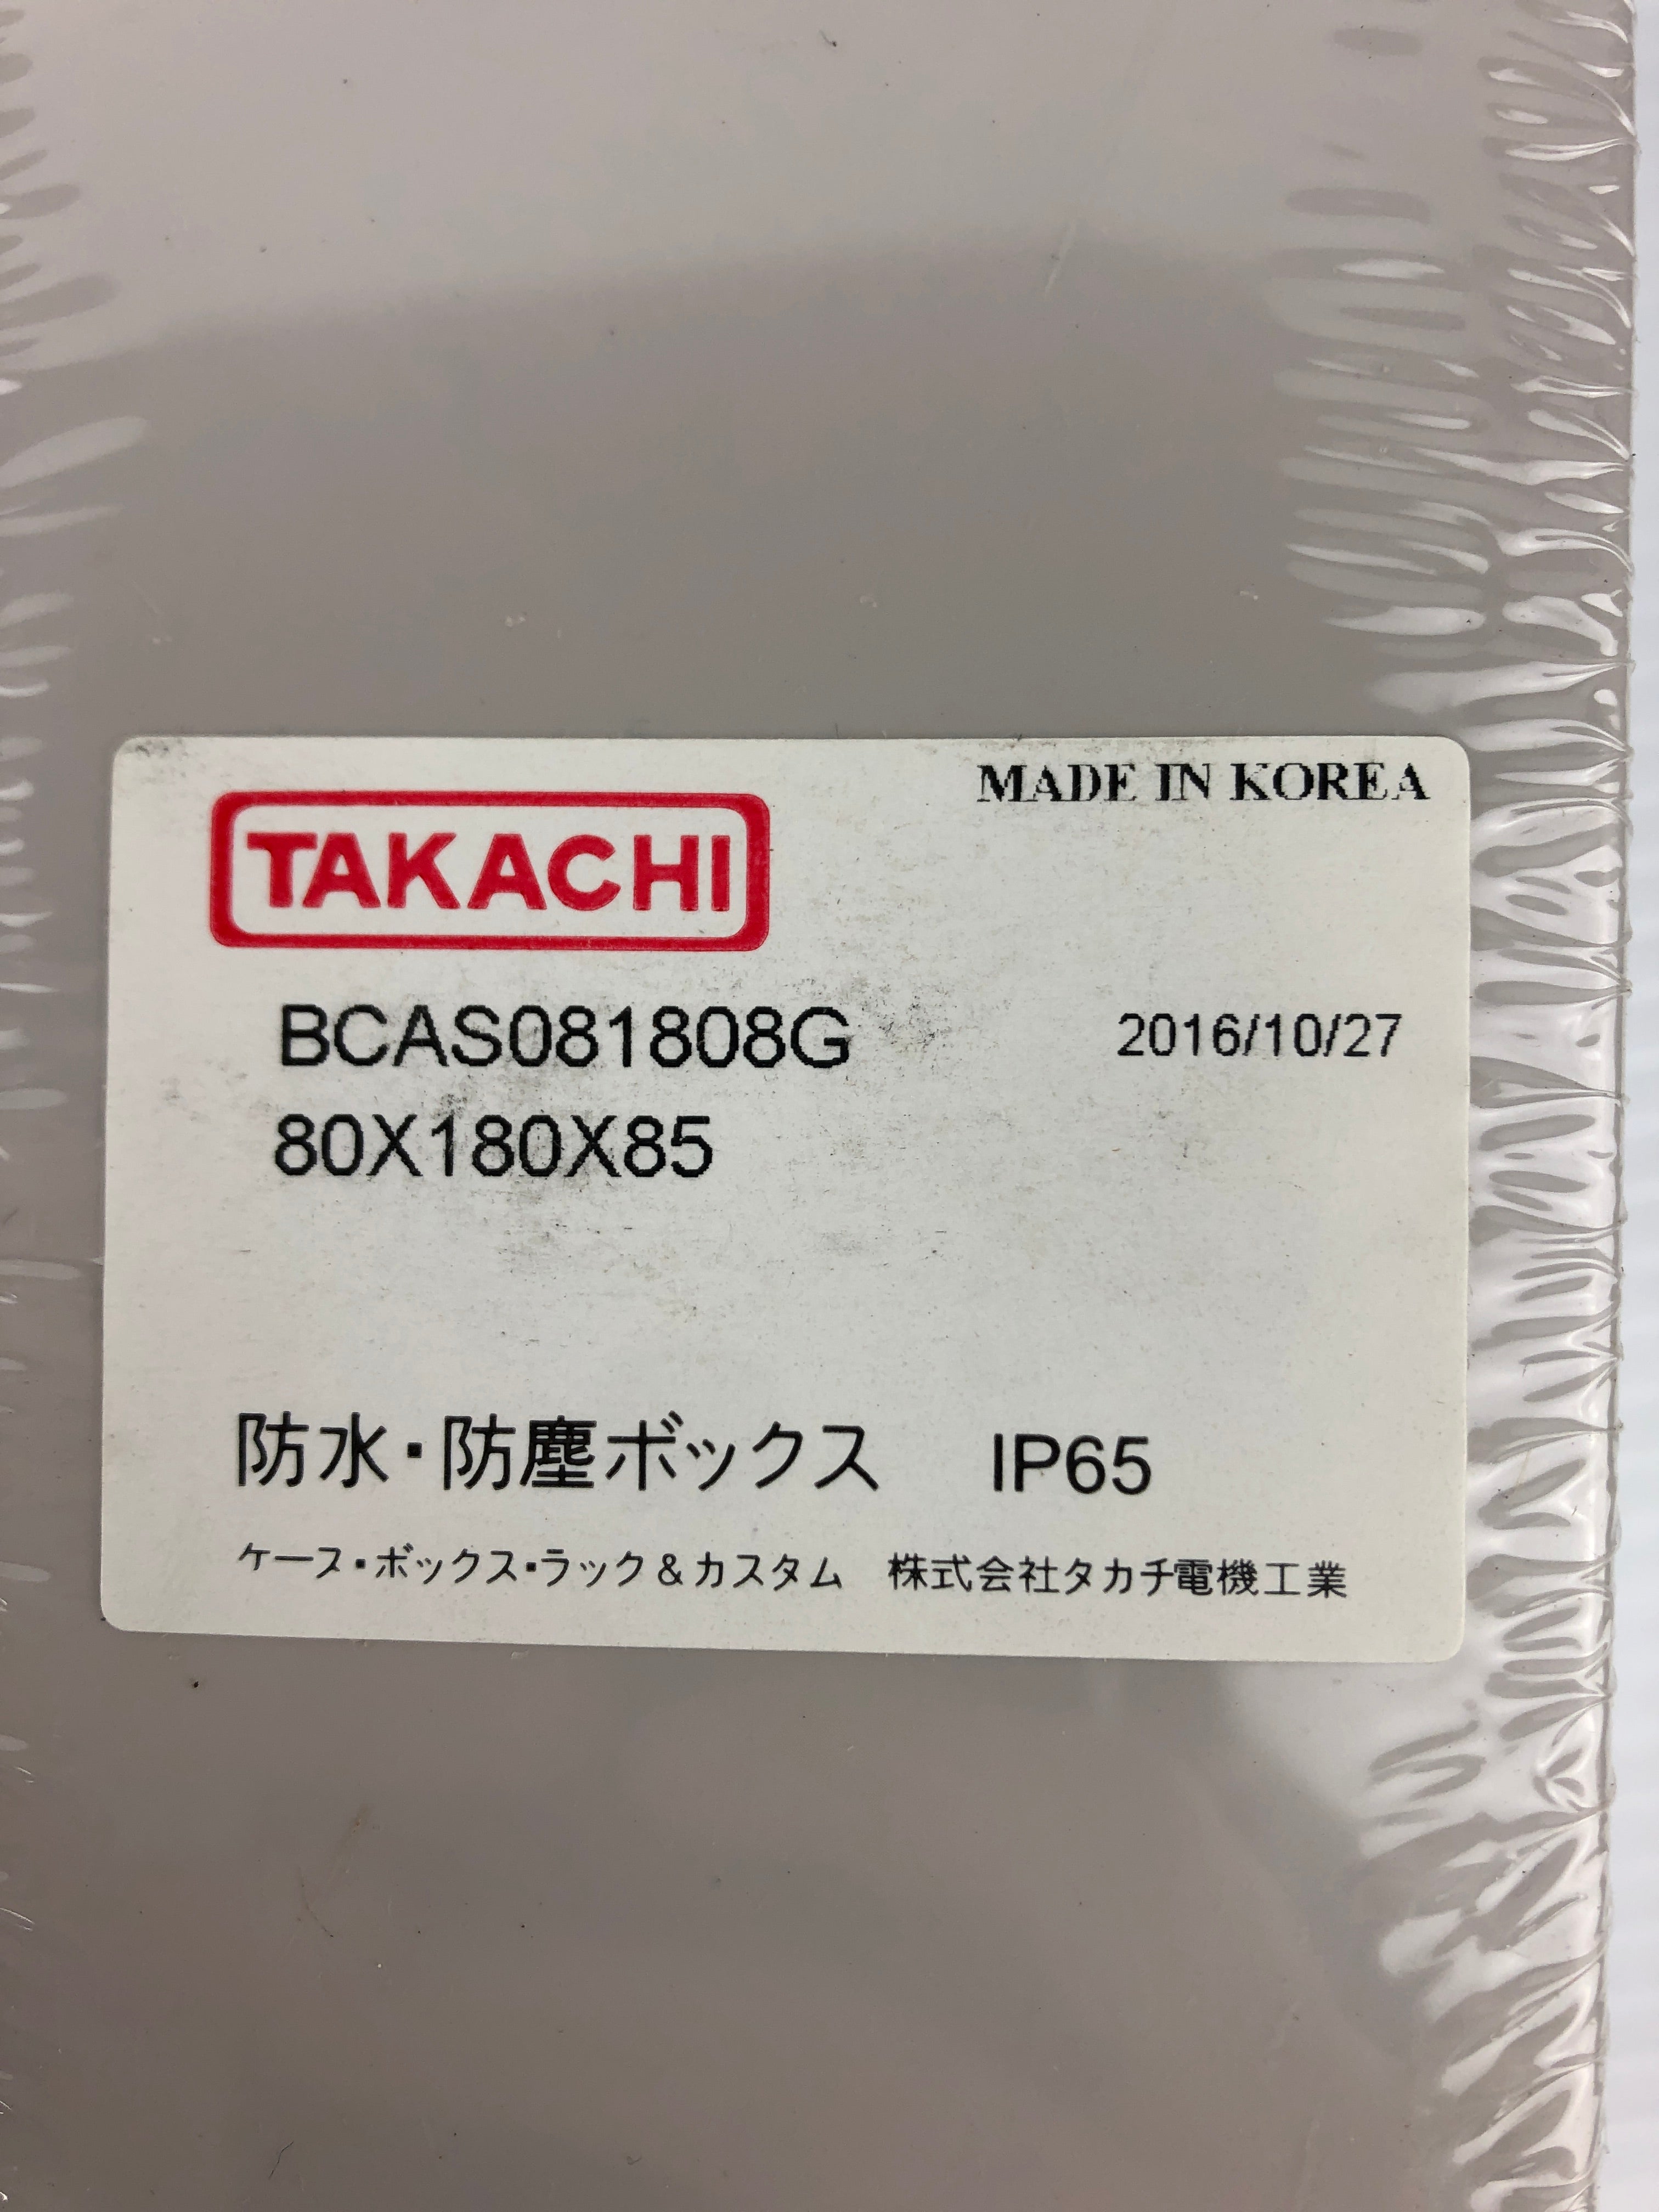 MADE IN KOREA
TAKACHI
BCAS081808G 2016/10/27
80X180X85
防水・防塵ボックス IP65
ケース・ボックス・ラック&カスタム 株式会社タカチ電機工業